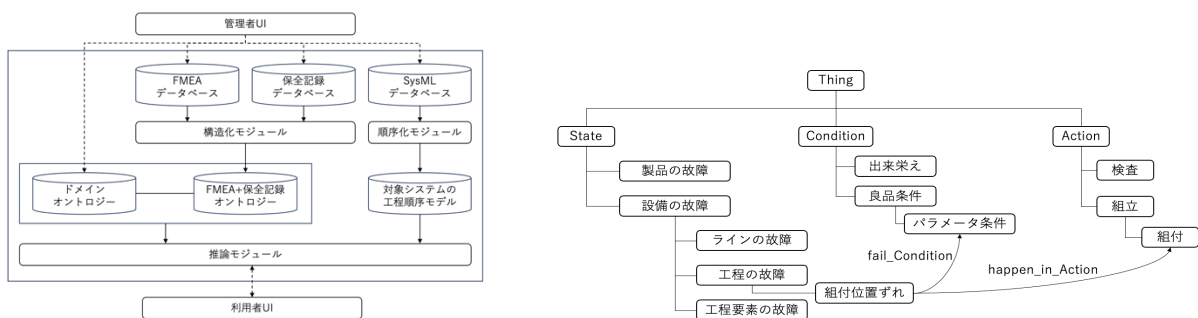 管理者UI
FMEA
データベース
保全記録
データベース
SysML
データベース
構造化モジュール
順序化モジュール
ドメイン
オントロジー
FMEA+保全記録
オントロジー
対象システムの
工程順序モデル
推論モジュール
利用者UI
Thing
State
Condition
Action
製品の故障
設備の故障
ラインの故障
工程の故障
工程要素の故障
組付位置ずれ
出来栄え
良品条件
パラメータ条件
検査
組立
組付
fail_Condition
happen_in_Action